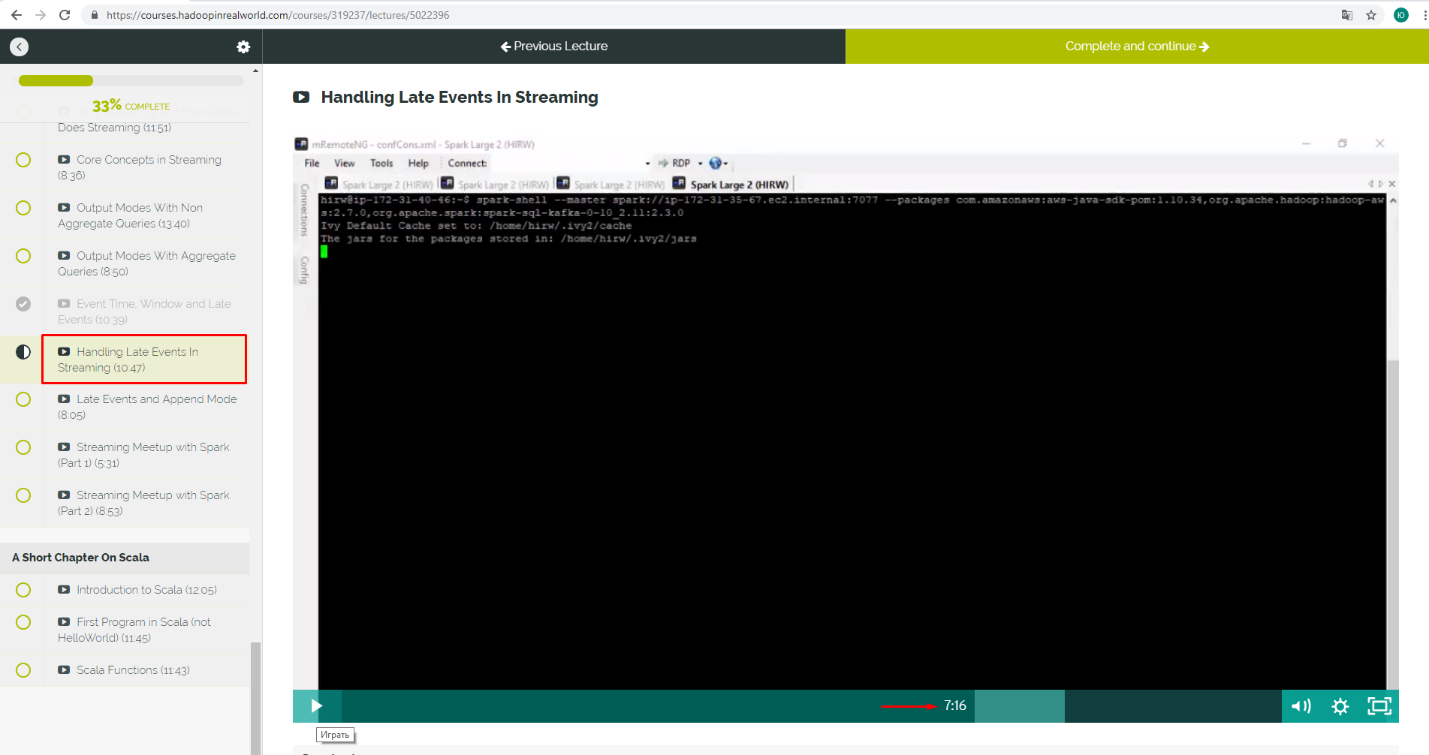 https://courses.hadoopinrealworld.com/courses/319237/lectures/5022396
Ю
Previous Lecture
Complete and continue
33% COMPLETE
Does Streaming (11:51)
Core Concepts in Streaming
(8:36)
Output Modes With Non
Aggregate Queries (13:40)
Output Modes With Aggregate
Queries (8:50)
Event Time, Window and Late
Events (10:39)
Handling Late Events In
Streaming (10:47)
Late Events and Append Mode
(8:05)
Streaming Meetup with Spark
(Part 1) (5:31)
Streaming Meetup with Spark
(Part 2) (8:53)
A Short Chapter On Scala
Introduction to Scala (12:05)
First Program in Scala (not
HelloWorld) (11:45)
Scala Functions (11:43)
Handling Late Events In Streaming
mRemoteNG - confCons.xml - Spark Large 2 (HIRW)
File View Tools Help Connect: RDP
Spark Large 2 (HIRW) Spark Large 2 (HIRW) Spark Large 2 (HIRW) Spark Large 2 (HIRW)
Connections
Config
hirw@ip-172-31-40-46:~$ spark-shell --master spark://ip-172-31-35-67.ec2.internal:7077 --packages com.amazonaws:aws-java-sdk-pom:1.10.34,org.apache.hadoop:hadoop-aw
s:2.7.0,org.apache.spark:spark-sql-kafka-0-10_2.11:2.3.0
Ivy Default Cache set to: /home/hirw/.ivy2/cache
The jars for the packages stored in: /home/hirw/.ivy2/jars
7:16
Играть